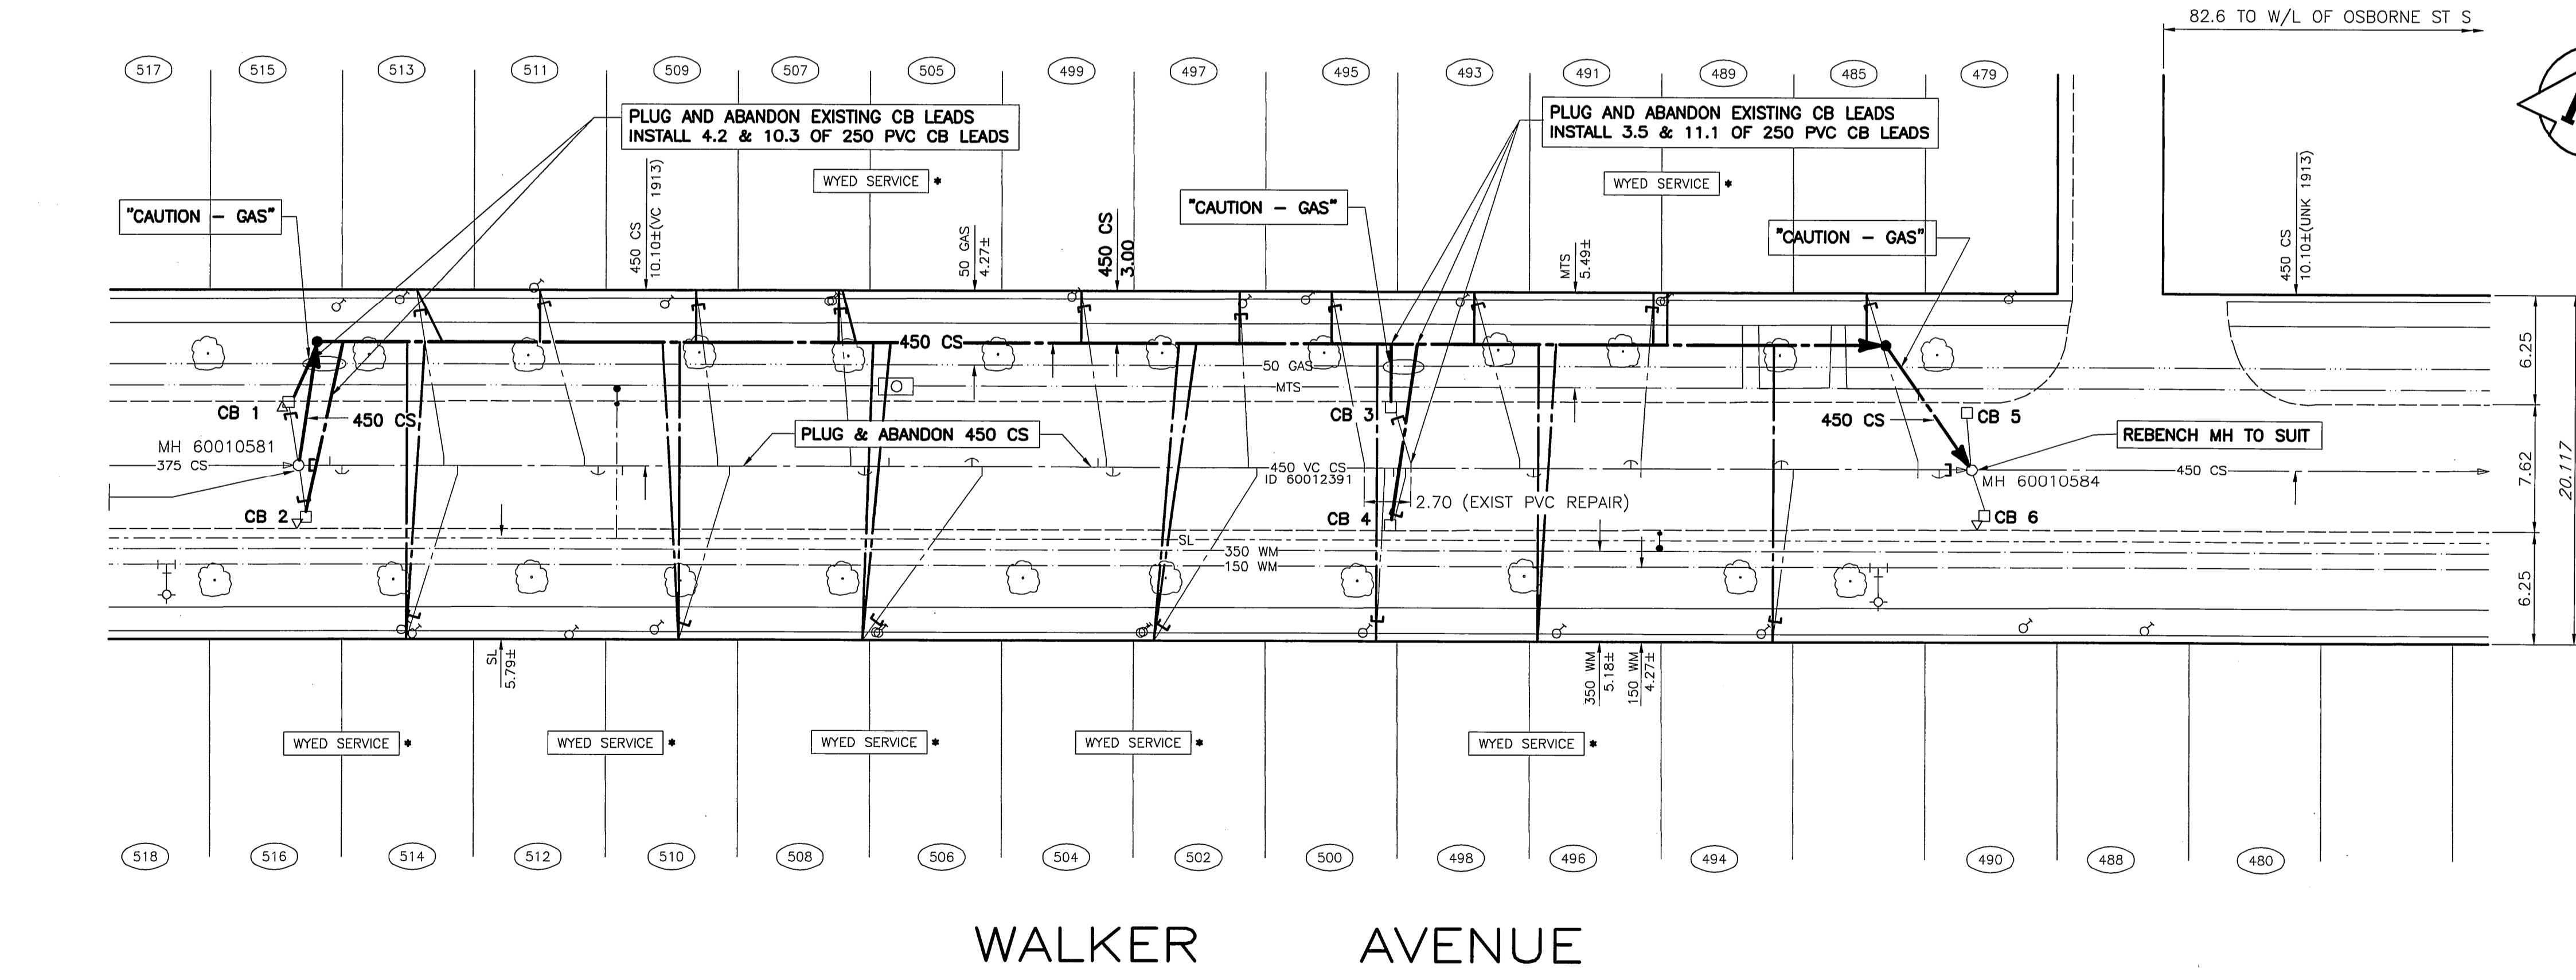 82.6 TO W/L OF OSBORNE ST S
517
515
513
511
509
507
505
499
497
495
493
491
489
485
479
PLUG AND ABANDON EXISTING CB LEADS
INSTALL 4.2 & 10.3 OF 250 PVC CB LEADS
PLUG AND ABANDON EXISTING CB LEADS
INSTALL 3.5 & 11.1 OF 250 PVC CB LEADS
WYED SERVICE *
WYED SERVICE *
"CAUTION – GAS"
"CAUTION – GAS"
"CAUTION – GAS"
450 CS
10.10±(VC 1913)
50 GAS
4.27±
450 CS
3.00
MTS
5.49±
450 CS
10.10±(UNK 1913)
450 CS
50 GAS
MTS
CB 1
450 CS
MH 60010581
375 CS
CB 2
PLUG & ABANDON 450 CS
CB 3
450 VC CS
ID 60012391
2.70 (EXIST PVC REPAIR)
CB 4
450 CS
CB 5
REBENCH MH TO SUIT
450 CS
MH 60010584
CB 6
SL
350 WM
150 WM
6.25
7.62
6.25
20.117
SL
5.79±
350 WM
5.18±
150 WM
4.27±
WYED SERVICE *
WYED SERVICE *
WYED SERVICE *
WYED SERVICE *
WYED SERVICE *
518
516
514
512
510
508
506
504
502
500
498
496
494
490
488
480
WALKER AVENUE